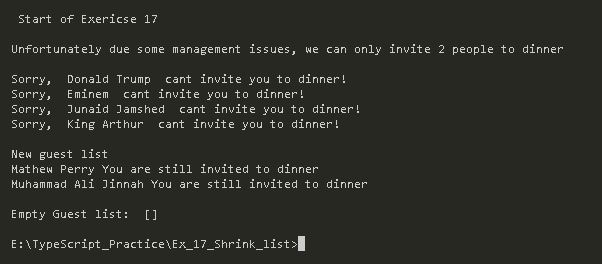 Start of Exericse 17
Unfortunately due some management issues, we can only invite 2 people to dinner
Sorry,  Donald Trump  cant invite you to dinner!
Sorry,  Eminem  cant invite you to dinner!
Sorry,  Junaid Jamshed  cant invite you to dinner!
Sorry,  King Arthur  cant invite you to dinner!
New guest list
Mathew Perry You are still invited to dinner
Muhammad Ali Jinnah You are still invited to dinner
Empty Guest list:  []
E:\TypeScript_Practice\Ex_17_Shrink_list>